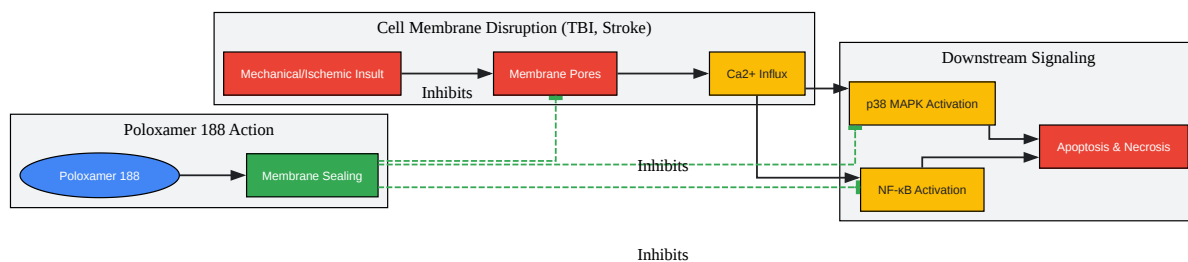 Cell Membrane Disruption (TBI, Stroke)
Mechanical/Ischemic Insult
Inhibits
Membrane Pores
Ca2+ Influx
Downstream Signaling
p38 MAPK Activation
Apoptosis & Necrosis
NF-κB Activation
Poloxamer 188 Action
Poloxamer 188
Membrane Sealing
Inhibits
Inhibits